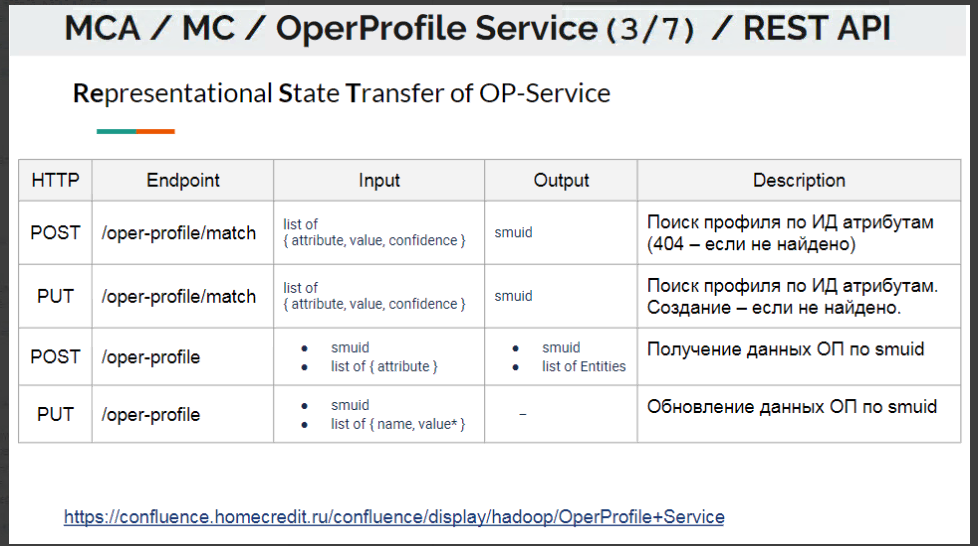 MCA / MC / OperProfile Service (3/7) / REST API
Representational State Transfer of OP-Service
HTTP Endpoint Input Output Description
POST /oper-profile/match list of { attribute, value, confidence } smuid Поиск профиля по ИД атрибутам (404 – если не найдено)
PUT /oper-profile/match list of { attribute, value, confidence } smuid Поиск профиля по ИД атрибутам. Создание – если не найдено.
POST /oper-profile • smuid • list of { attribute } • smuid • list of Entities Получение данных ОП по smuid
PUT /oper-profile • smuid • list of { name, value* } – Обновление данных ОП по smuid
https://confluence.homecredit.ru/confluence/display/hadoop/OperProfile+Service